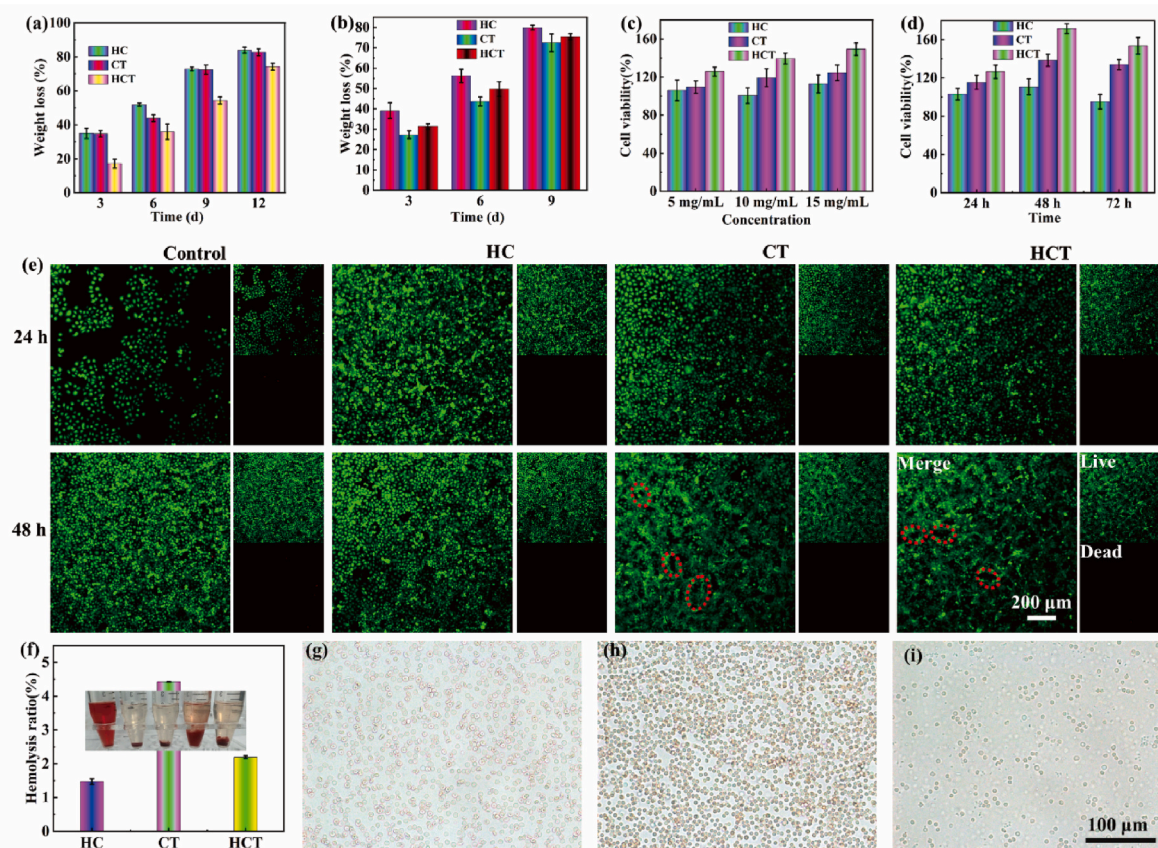 (a)
Weight loss (%)
100
80
60
40
20
0
HC
CT
HCT
3 6 9 12
Time (d)
(b)
Weight loss (%)
80
70
60
50
40
30
20
10
0
HC
CT
HCT
3 6 9
Time (d)
(c)
Cell viability(%)
160
120
80
40
0
HC
CT
HCT
5 mg/mL 10 mg/mL 15 mg/mL
Concentration
(d)
Cell viability(%)
160
120
80
40
0
HC
CT
HCT
24 h 48 h 72 h
Time
(e)
Control HC CT HCT
24 h
48 h
Merge
Live
Dead
200 µm
(f)
Hemolysis ratio(%)
5
4
3
2
1
0
HC CT HCT
(g)
(h)
(i)
100 µm